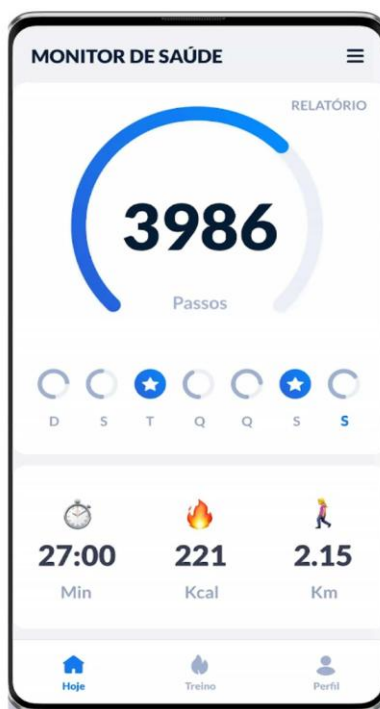 MONITOR DE SAÚDE
RELATÓRIO
3986
Passos
D S T Q Q S S
27:00 221 2.15
Min Kcal Km
Hoje Treino Perfil